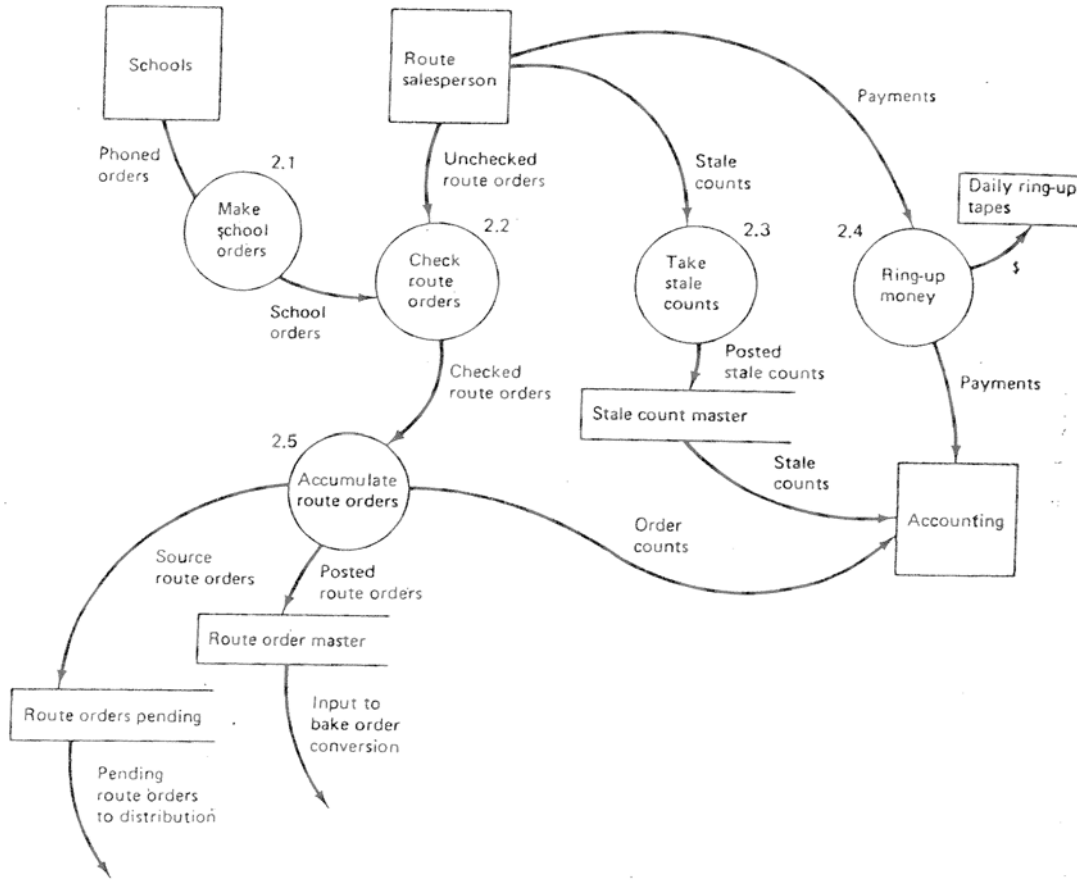 Schools
Route
salesperson
Payments
Phoned
orders
2.1
Unchecked
route orders
Stale
counts
Daily ring-up
tapes
Make
school
orders
2.2
2.3
2.4
Check
route
orders
Take
stale
counts
Ring-up
money
$
School
orders
Checked
route orders
Posted
stale counts
Payments
Stale count master
2.5
Stale
counts
Accumulate
route orders
Accounting
Order
counts
Source
route orders
Posted
route orders
Route order master
Route orders pending
Input to
bake order
conversion
Pending
route orders
to distribution